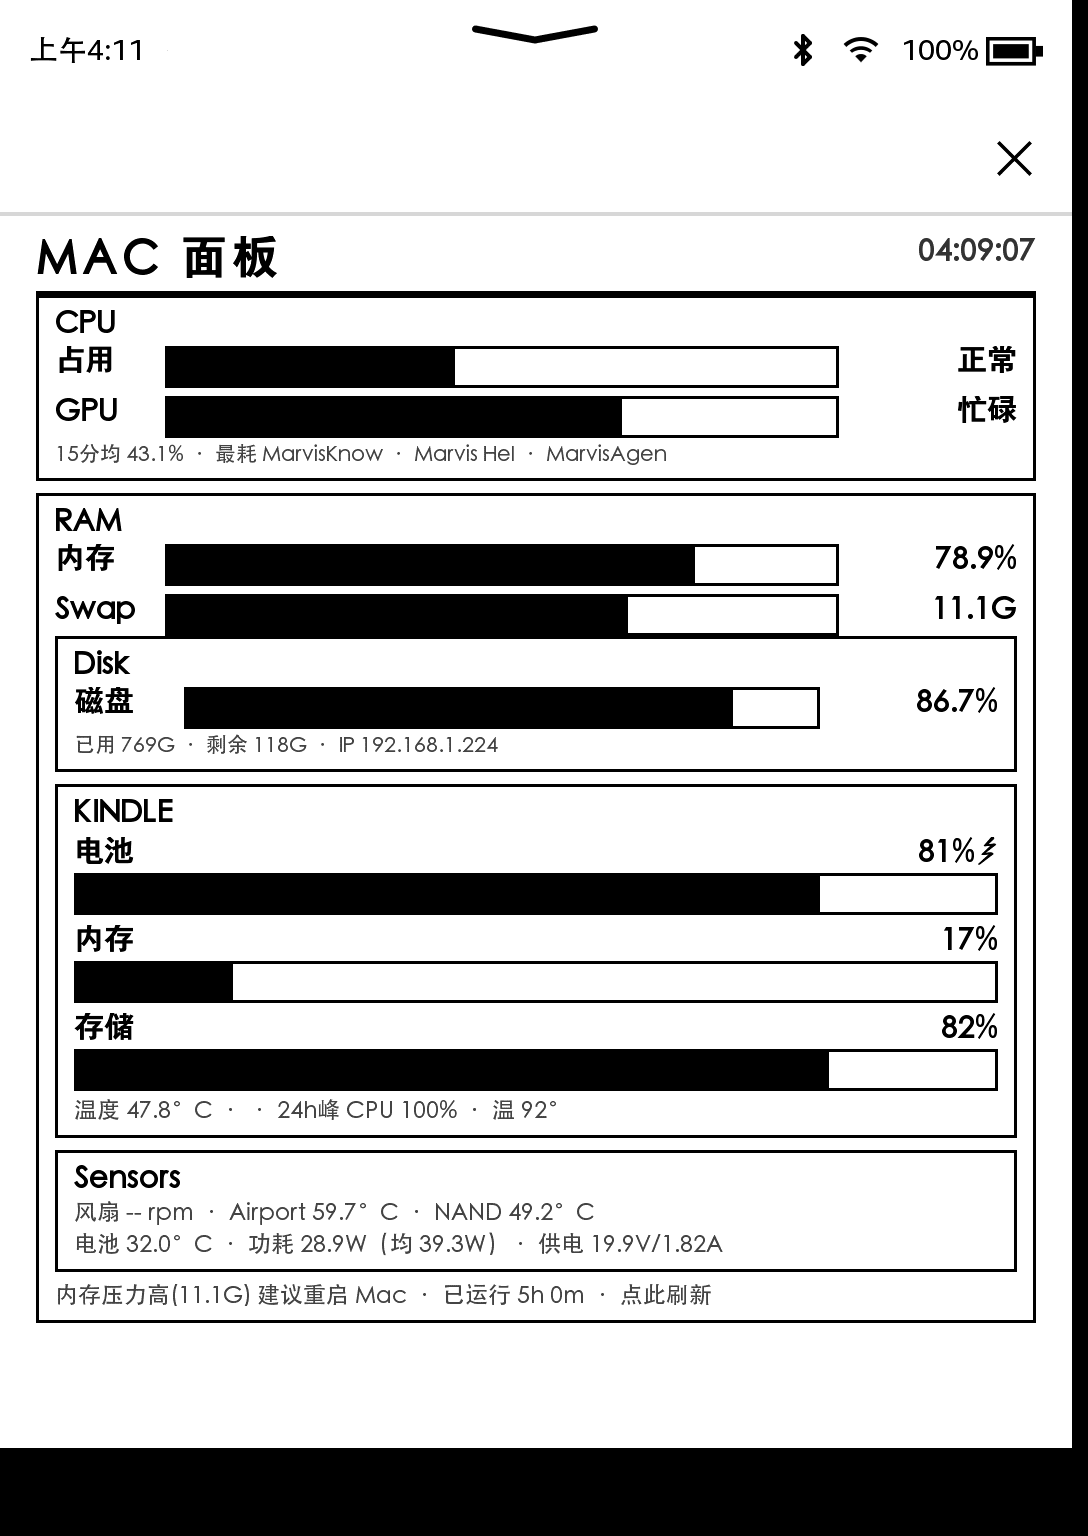 上午4:11
100%
MAC 面板
04:09:07
CPU
占用 正常
GPU 忙碌
15分均 43.1% · 最耗 MarvisKnow · Marvis Hel · MarvisAgen
RAM
内存 78.9%
Swap 11.1G
Disk
磁盘 86.7%
已用 769G · 剩余 118G · IP 192.168.1.224
KINDLE
电池 81%⚡
内存 17%
存储 82%
温度 47.8°C · · 24h峰 CPU 100% · 温 92°
Sensors
风扇 -- rpm · Airport 59.7°C · NAND 49.2°C
电池 32.0°C · 功耗 28.9W（均 39.3W） · 供电 19.9V/1.82A
内存压力高(11.1G) 建议重启 Mac · 已运行 5h 0m · 点此刷新